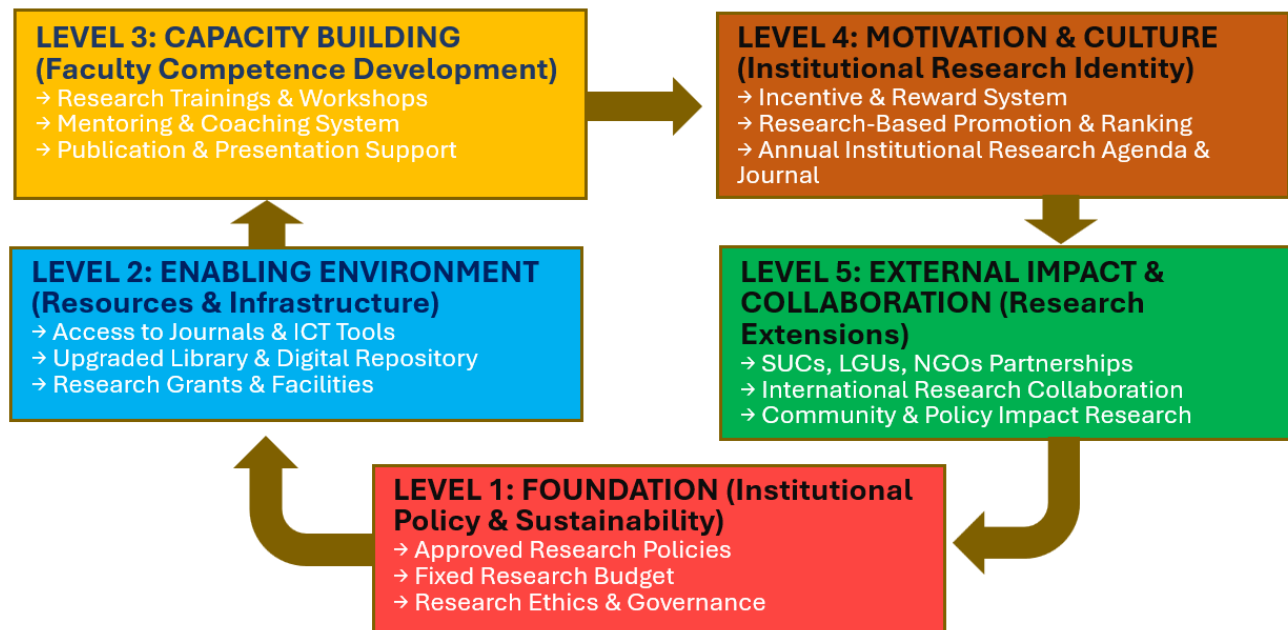 LEVEL 3: CAPACITY BUILDING
(Faculty Competence Development)
→ Research Trainings & Workshops
→ Mentoring & Coaching System
→ Publication & Presentation Support
LEVEL 4: MOTIVATION & CULTURE
(Institutional Research Identity)
→ Incentive & Reward System
→ Research-Based Promotion & Ranking
→ Annual Institutional Research Agenda &
Journal
LEVEL 2: ENABLING ENVIRONMENT
(Resources & Infrastructure)
→ Access to Journals & ICT Tools
→ Upgraded Library & Digital Repository
→ Research Grants & Facilities
LEVEL 5: EXTERNAL IMPACT &
COLLABORATION (Research
Extensions)
→ SUCs, LGUs, NGOs Partnerships
→ International Research Collaboration
→ Community & Policy Impact Research
LEVEL 1: FOUNDATION (Institutional
Policy & Sustainability)
→ Approved Research Policies
→ Fixed Research Budget
→ Research Ethics & Governance